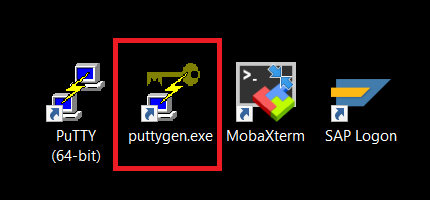 >_
PuTTY
(64-bit)
puttygen.exe
MobaXterm
SAP Logon